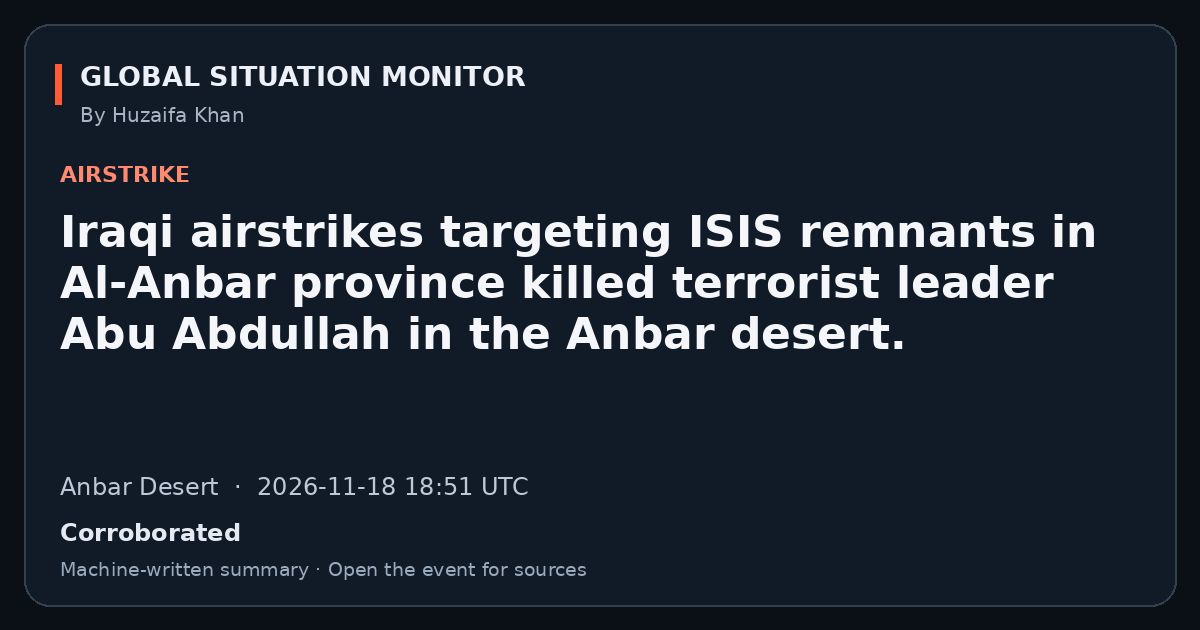 GLOBAL SITUATION MONITOR
By Huzaifa Khan
AIRSTRIKE
Iraqi airstrikes targeting ISIS remnants in
Al-Anbar province killed terrorist leader
Abu Abdullah in the Anbar desert.
Anbar Desert · 2026-11-18 18:51 UTC
Corroborated
Machine-written summary · Open the event for sources